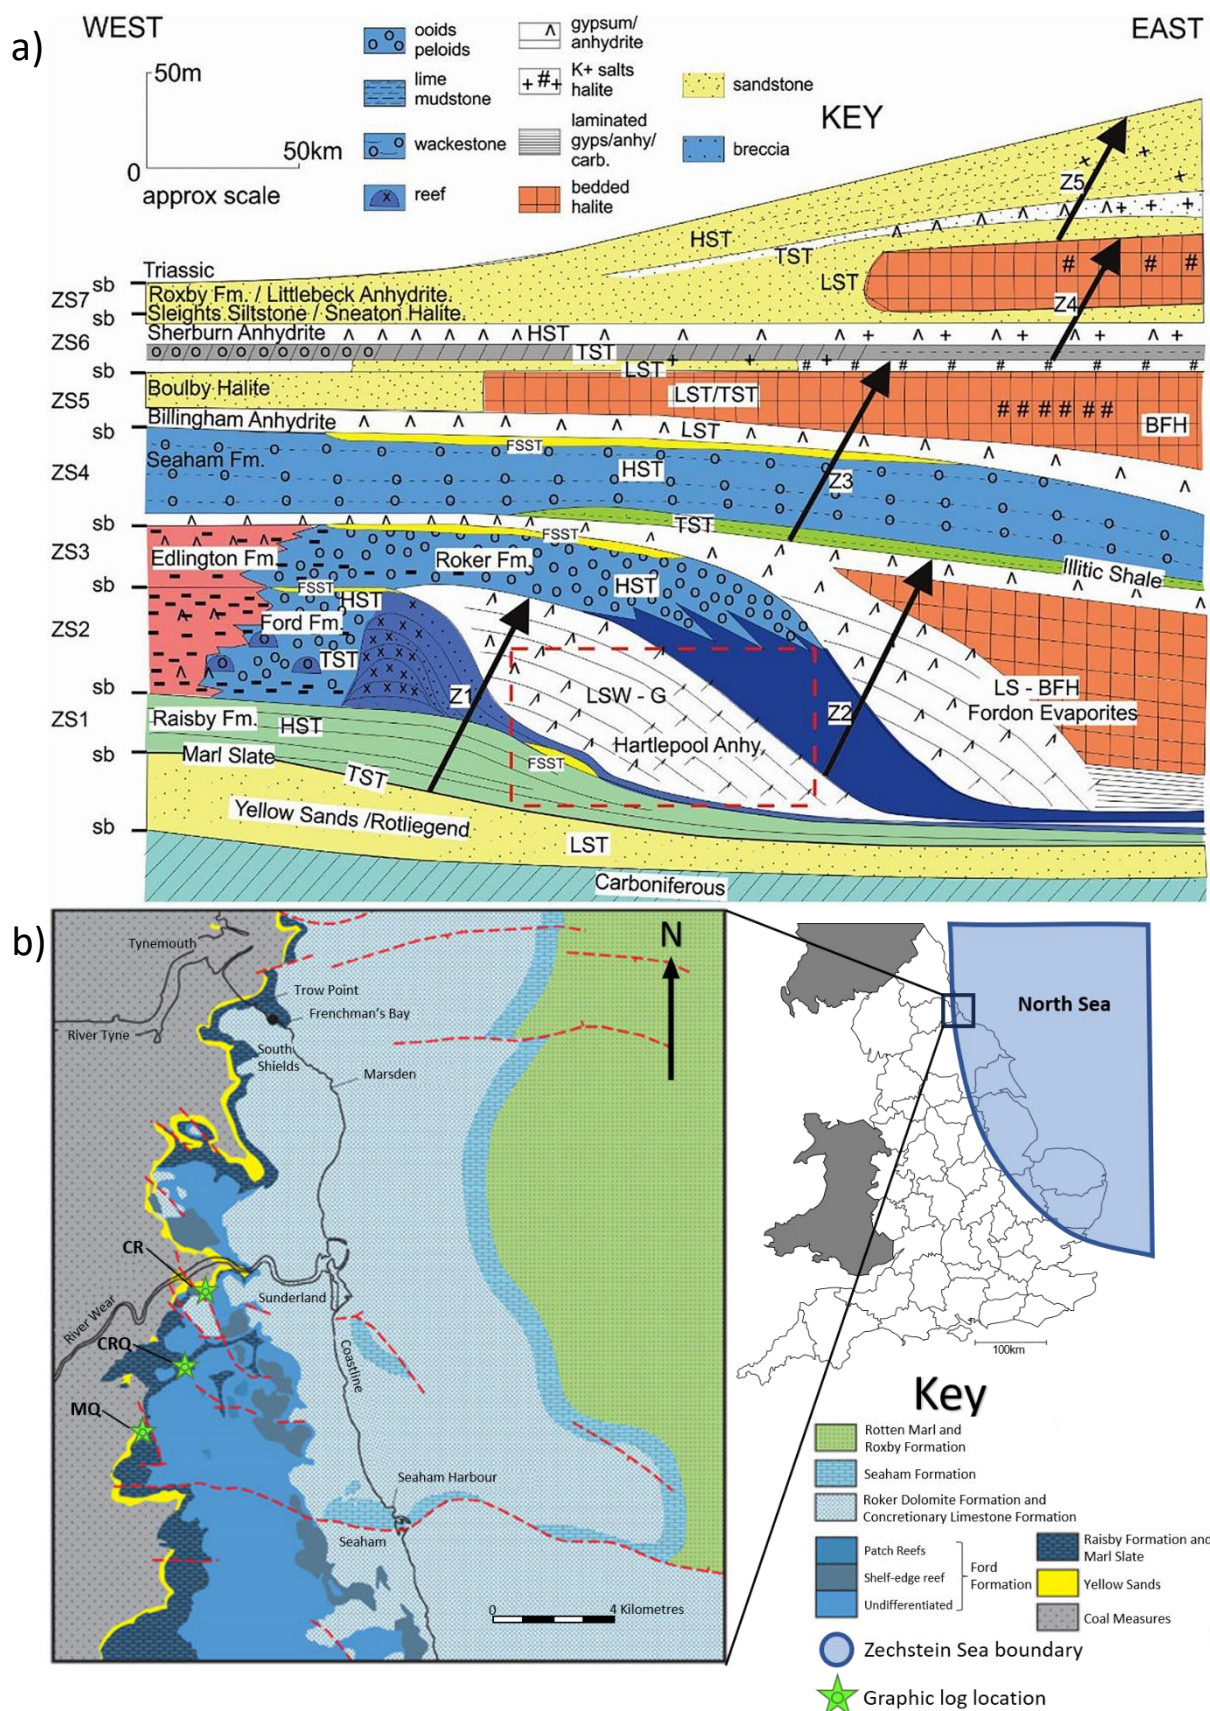 a)
WEST
EAST
50m
0
50km
approx scale
KEY
ooids
peloids
lime
mudstone
wackestone
reef
gypsum/
anhydrite
K+ salts
halite
laminated
gyps/anhy/
carb.
bedded
halite
sandstone
breccia
Z5
HST
TST
LST
Z4
Triassic
sb
ZS7
Roxby Fm. / Littlebeck Anhydrite.
sb
Sleights Siltstone / Sneaton Halite.
Sherburn Anhydrite
HST
ZS6
TST
sb
LST
Boulby Halite
LST/TST
ZS5
BFH
Billingham Anhydrite
sb
LST
FSST
Seaham Fm.
HST
ZS4
Z3
TST
sb
FSST
ZS3
Edlington Fm.
Roker Fm.
Illitic Shale
HST
sb
FSST
HST
Ford Fm.
ZS2
TST
Z1
LSW - G
Z2
LS - BFH
Fordon Evaporites
sb
ZS1
Raisby Fm.
HST
Hartlepool Anhy.
FSST
sb
Marl Slate
TST
Yellow Sands /Rotliegend
sb
LST
Carboniferous
b)
Tynemouth
N
Trow Point
Frenchman's Bay
River Tyne
South
Shields
Marsden
CR
River Wear
Sunderland
CRQ
Coastline
MQ
Seaham Harbour
Seaham
0
4 Kilometres
North Sea
100km
Key
Rotten Marl and
Roxby Formation
Seaham Formation
Roker Dolomite Formation and
Concretionary Limestone Formation
Patch Reefs
Shelf-edge reef
Undifferentiated
Ford
Formation
Raisby Formation and
Marl Slate
Yellow Sands
Coal Measures
Zechstein Sea boundary
Graphic log location